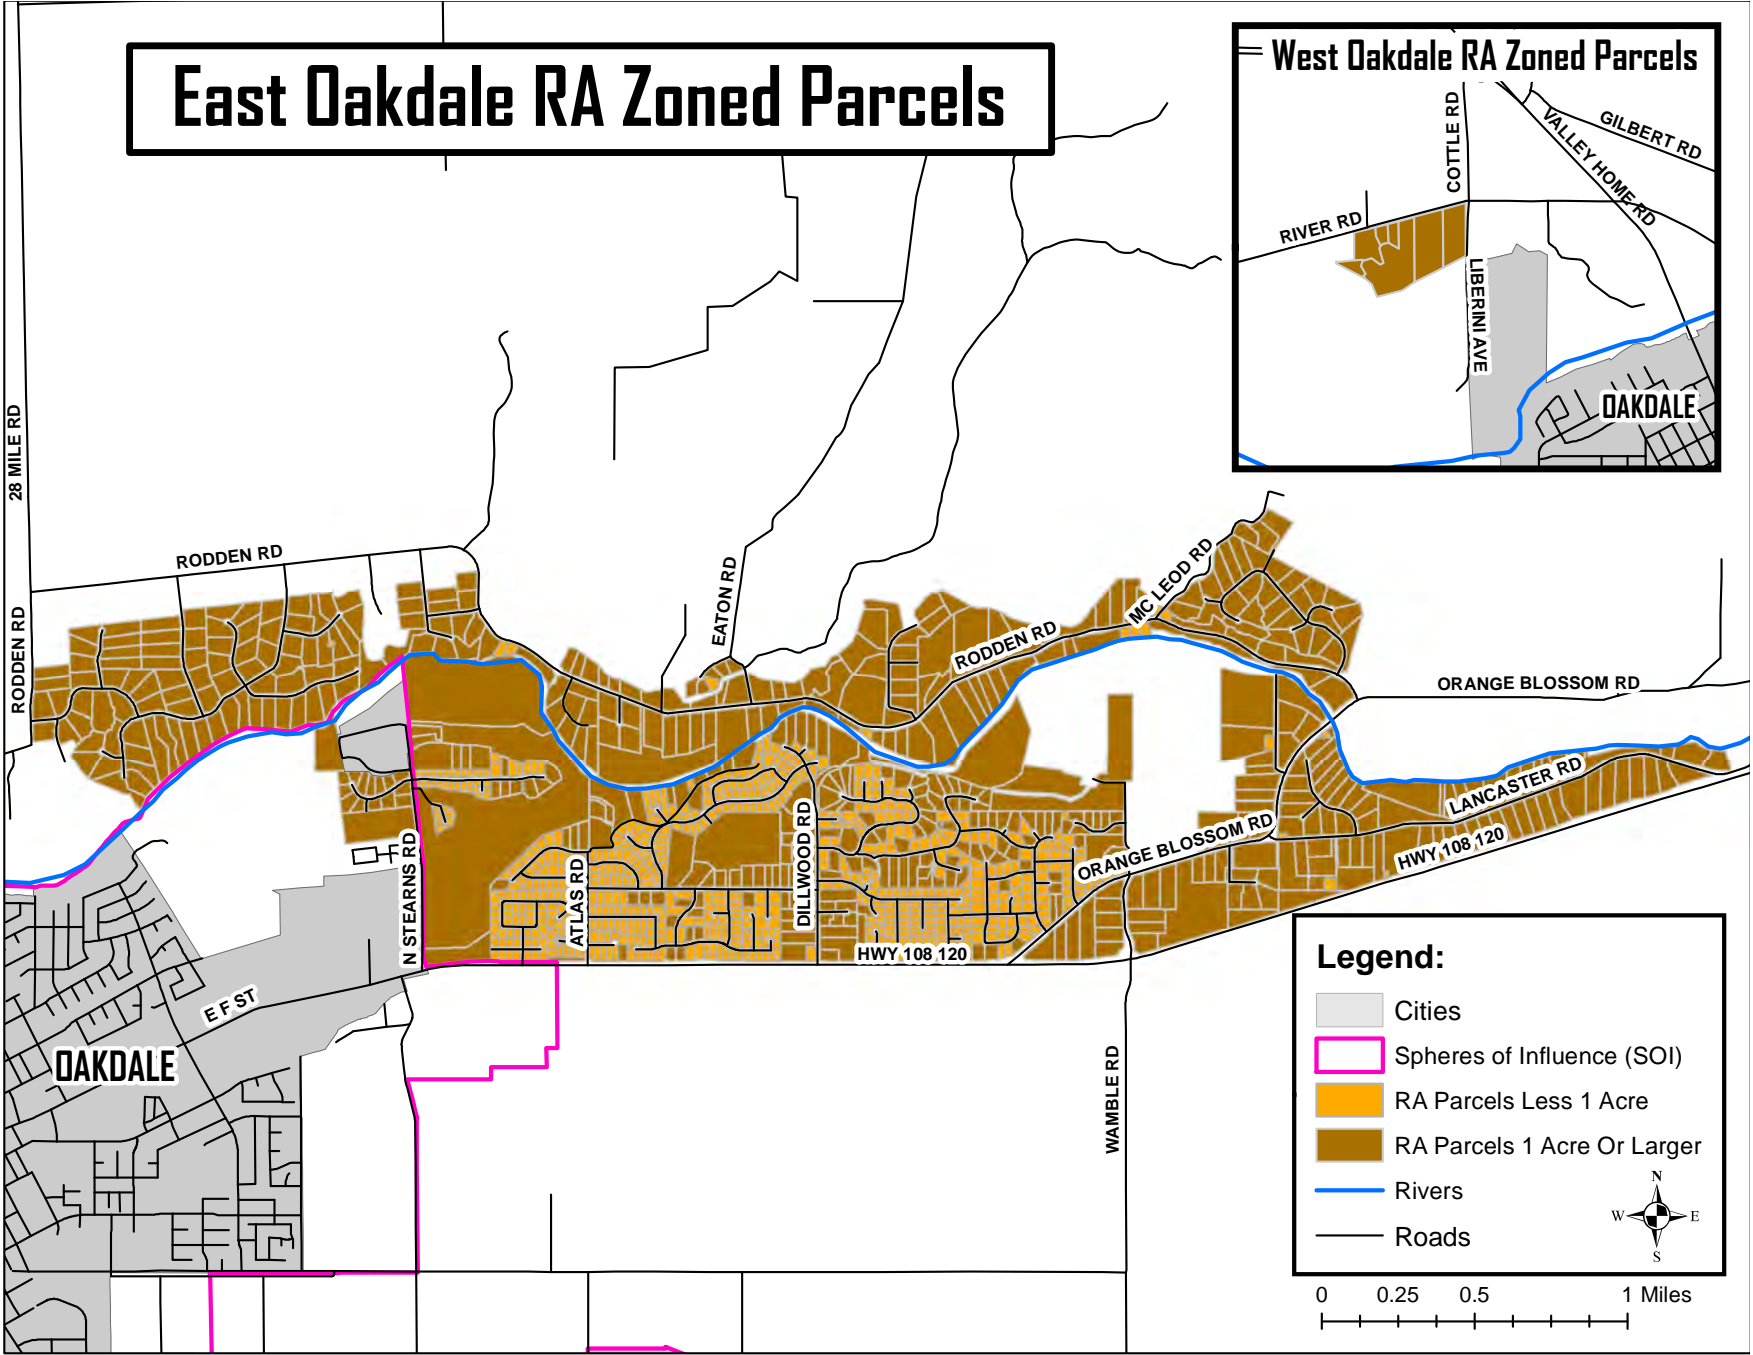 East Oakdale RA Zoned Parcels
West Oakdale RA Zoned Parcels
COTTLE RD
GILBERT RD
VALLEY HOME RD
RIVER RD
LIBERINI AVE
OAKDALE
28 MILE RD
RODDEN RD
RODDEN RD
EATON RD
MC LEOD RD
RODDEN RD
ORANGE BLOSSOM RD
LANCASTER RD
HWY 108 120
ORANGE BLOSSOM RD
DILLWOOD RD
ATLAS RD
N STEARNS RD
HWY 108 120
E F ST
OAKDALE
WAMBLE RD
Legend:
Cities
Spheres of Influence (SOI)
RA Parcels Less 1 Acre
RA Parcels 1 Acre Or Larger
Rivers
Roads
N
W E
S
0 0.25 0.5 1 Miles